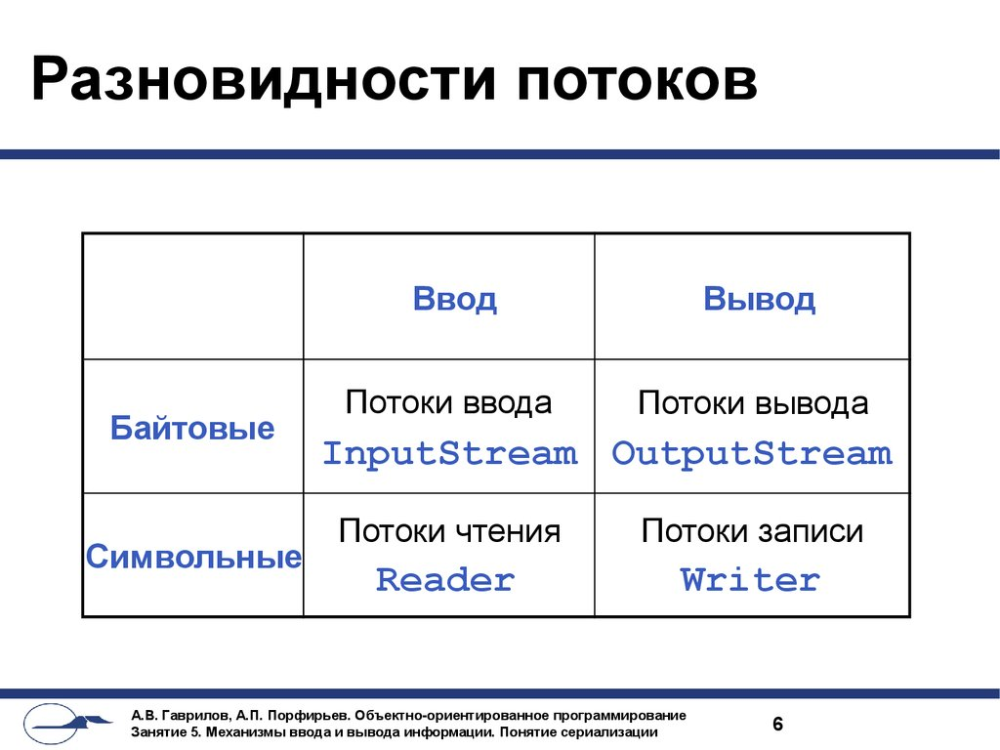 Разновидности потоков
Ввод
Вывод
Байтовые
Потоки ввода
InputStream
Потоки вывода
OutputStream
Символьные
Потоки чтения
Reader
Потоки записи
Writer
А.В. Гаврилов, А.П. Порфирьев. Объектно-ориентированное программирование
Занятие 5. Механизмы ввода и вывода информации. Понятие сериализации
6